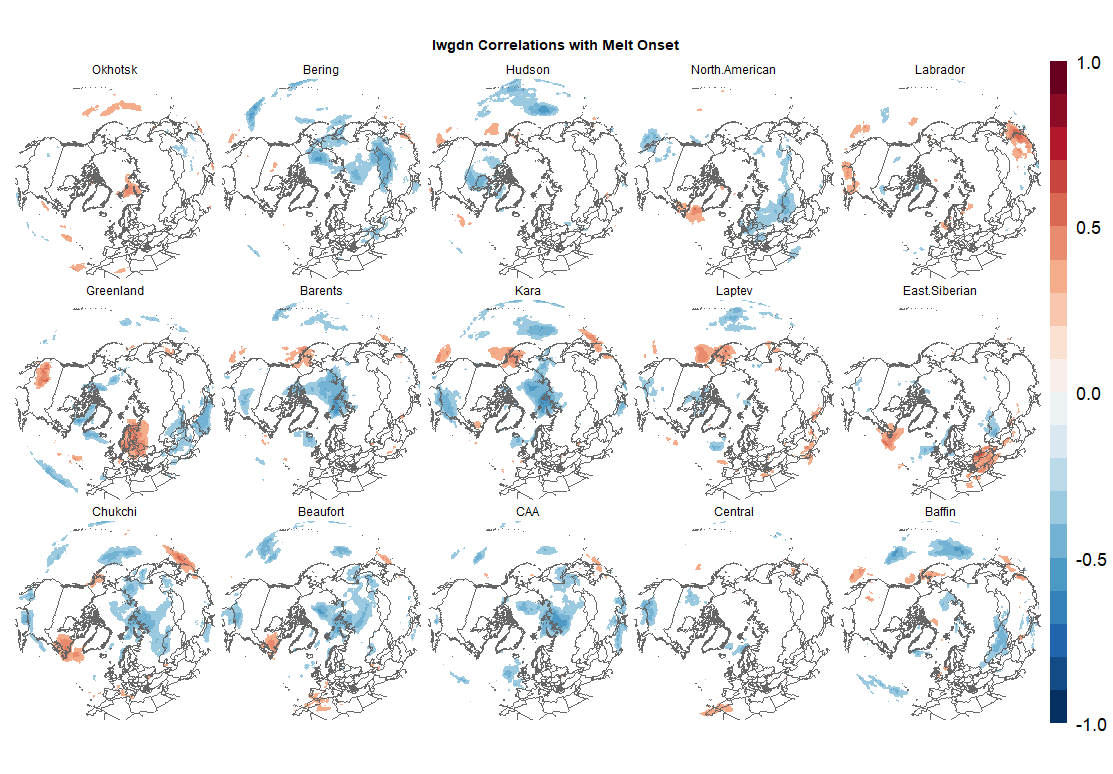 lwgdn Correlations with Melt Onset
Okhotsk Bering Hudson North.American Labrador
Greenland Barents Kara Laptev East.Siberian
Chukchi Beaufort CAA Central Baffin
1.0
0.5
0.0
-0.5
-1.0